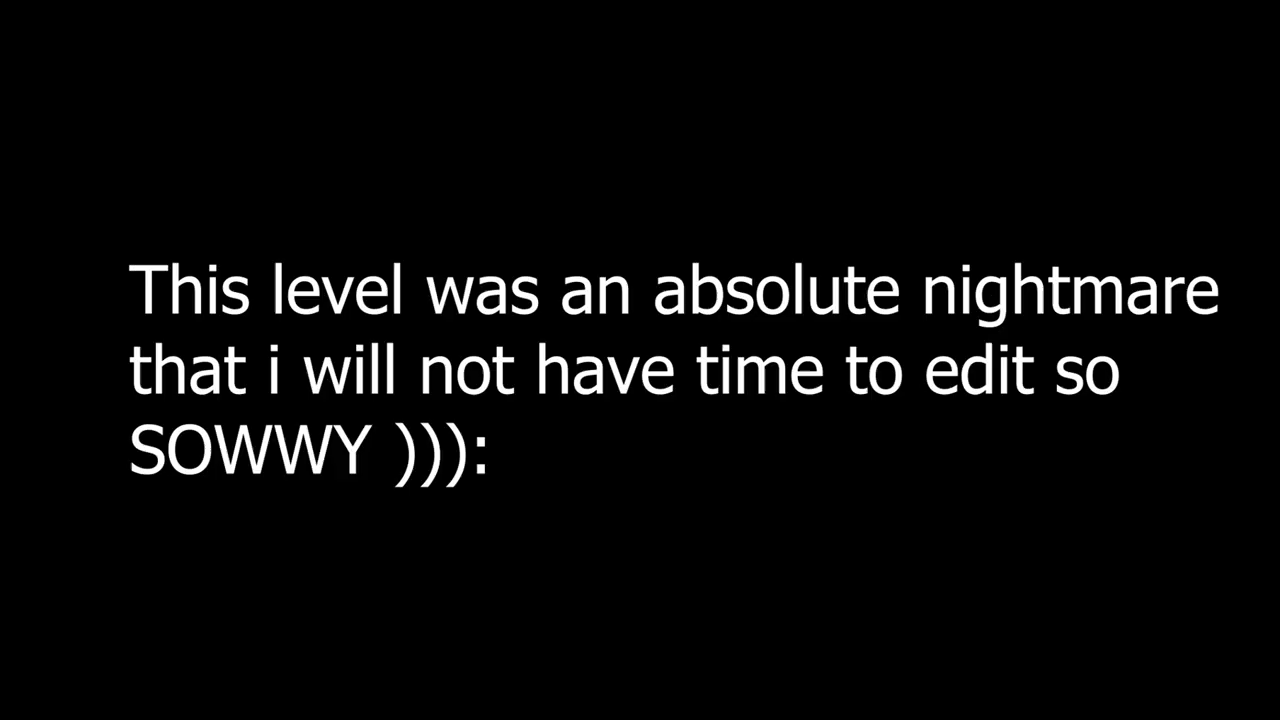 This level was an absolute nightmare
that i will not have time to edit so
SOWWY ))):